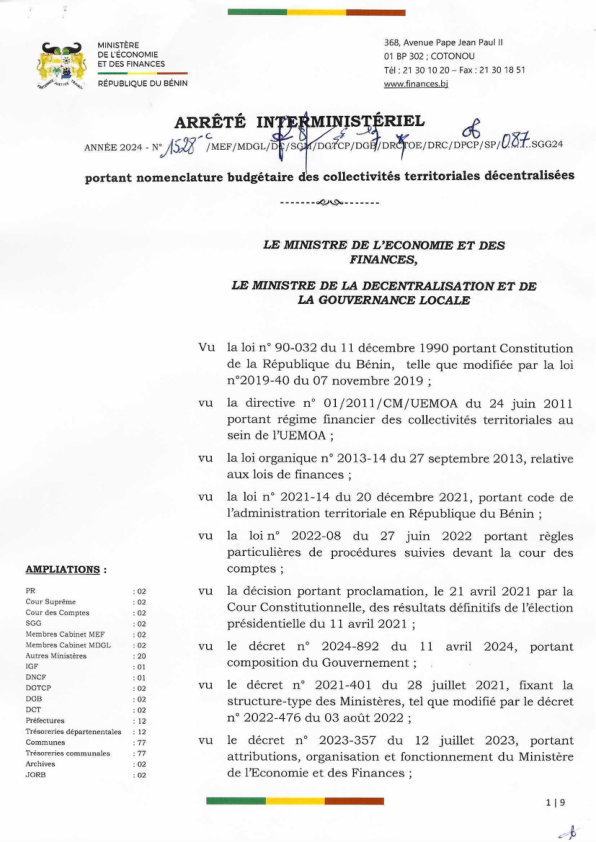 MINISTÈRE
DE L'ÉCONOMIE
ET DES FINANCES
RÉPUBLIQUE DU BÉNIN
368, Avenue Pape Jean Paul II
01 BP 302 ; COTONOU
Tél : 21 30 10 20 – Fax : 21 30 18 51
www.finances.bj
ARRÊTÉ INTERMINISTÉRIEL
ANNÉE 2024 - N° 1528-c /MEF/MDGL/DC/SGM/DGTCP/DGB/DRCTOE/DRC/DPCP/SP/087..SGG24
portant nomenclature budgétaire des collectivités territoriales décentralisées
LE MINISTRE DE L'ECONOMIE ET DES
FINANCES,
LE MINISTRE DE LA DECENTRALISATION ET DE
LA GOUVERNANCE LOCALE
Vu la loi n° 90-032 du 11 décembre 1990 portant Constitution
de la République du Bénin, telle que modifiée par la loi
n°2019-40 du 07 novembre 2019 ;
vu la directive n° 01/2011/CM/UEMOA du 24 juin 2011
portant régime financier des collectivités territoriales au
sein de l'UEMOA ;
vu la loi organique n° 2013-14 du 27 septembre 2013, relative
aux lois de finances ;
vu la loi n° 2021-14 du 20 décembre 2021, portant code de
l'administration territoriale en République du Bénin ;
vu la loi n° 2022-08 du 27 juin 2022 portant règles
particulières de procédures suivies devant la cour des
comptes ;
vu la décision portant proclamation, le 21 avril 2021 par la
Cour Constitutionnelle, des résultats définitifs de l'élection
présidentielle du 11 avril 2021 ;
vu le décret n° 2024-892 du 11 avril 2024, portant
composition du Gouvernement ;
vu le décret n° 2021-401 du 28 juillet 2021, fixant la
structure-type des Ministères, tel que modifié par le décret
n° 2022-476 du 03 août 2022 ;
vu le décret n° 2023-357 du 12 juillet 2023, portant
attributions, organisation et fonctionnement du Ministère
de l'Economie et des Finances ;
AMPLIATIONS :
PR : 02
Cour Suprême : 02
Cour des Comptes : 02
SGG : 02
Membres Cabinet MEF : 02
Membres Cabinet MDGL : 02
Autres Ministères : 20
IGF : 01
DNCF : 01
DGTCP : 02
DGB : 02
DCT : 02
Préfectures : 12
Trésoreries départementales : 12
Communes : 77
Trésoreries communales : 77
Archives : 02
JORB : 02
1 | 9